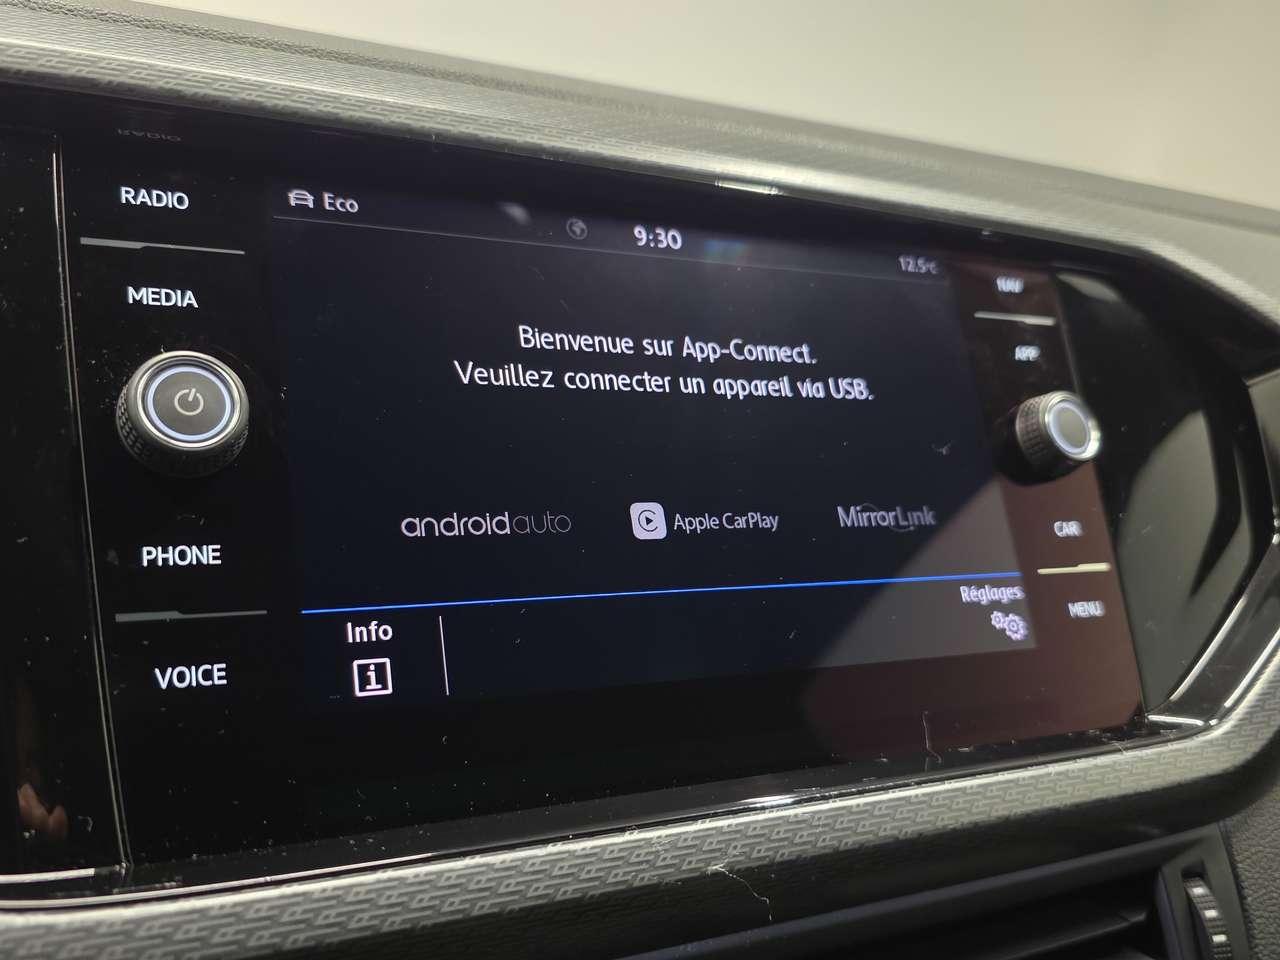 RADIO
MEDIA
PHONE
VOICE
Eco
9:30
12.5°C
Bienvenue sur App-Connect.
Veuillez connecter un appareil via USB.
androidauto
Apple CarPlay
MirrorLink
Info
i
Réglages
NAV
APP
CAR
MENU